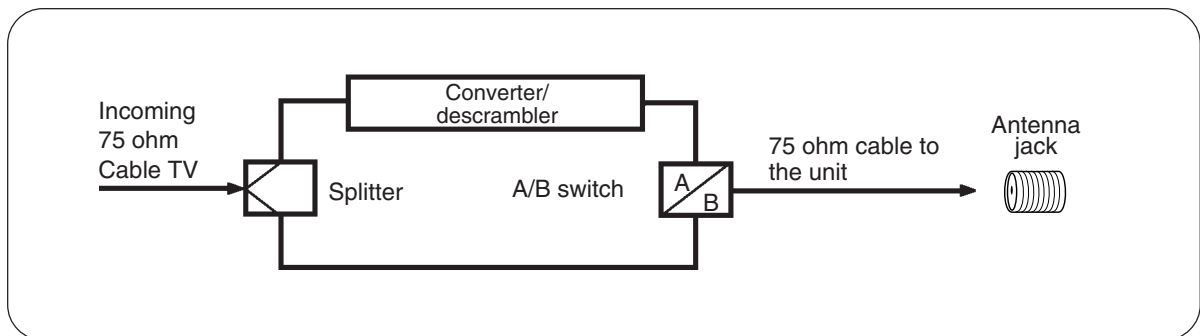 Incoming
75 ohm
Cable TV
Splitter
Converter/
descrambler
A/B switch
A
B
75 ohm cable to
the unit
Antenna
jack